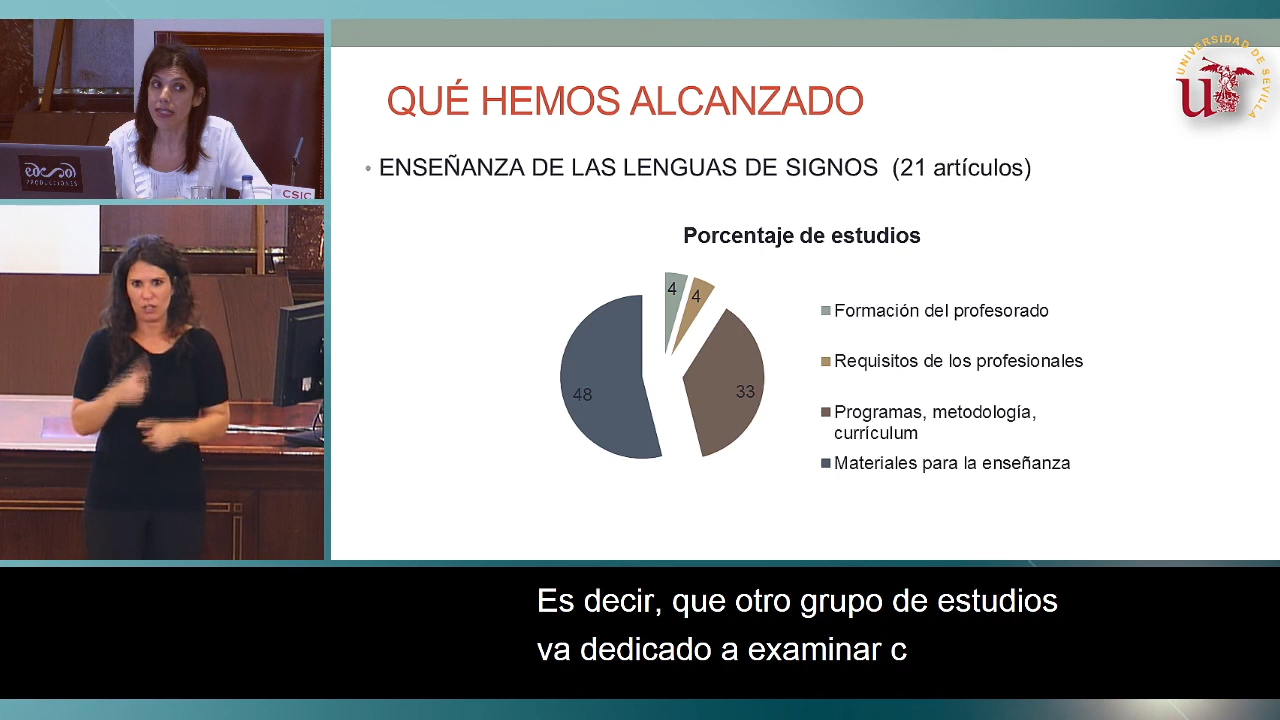 UNIVERSIDAD DE SEVILLA
QUÉ HEMOS ALCANZADO
• ENSEÑANZA DE LAS LENGUAS DE SIGNOS (21 artículos)
Porcentaje de estudios
4
4
33
48
Formación del profesorado
Requisitos de los profesionales
Programas, metodología,
currículum
Materiales para la enseñanza
PRODUCCIONES
CSIC
Es decir, que otro grupo de estudios
va dedicado a examinar c